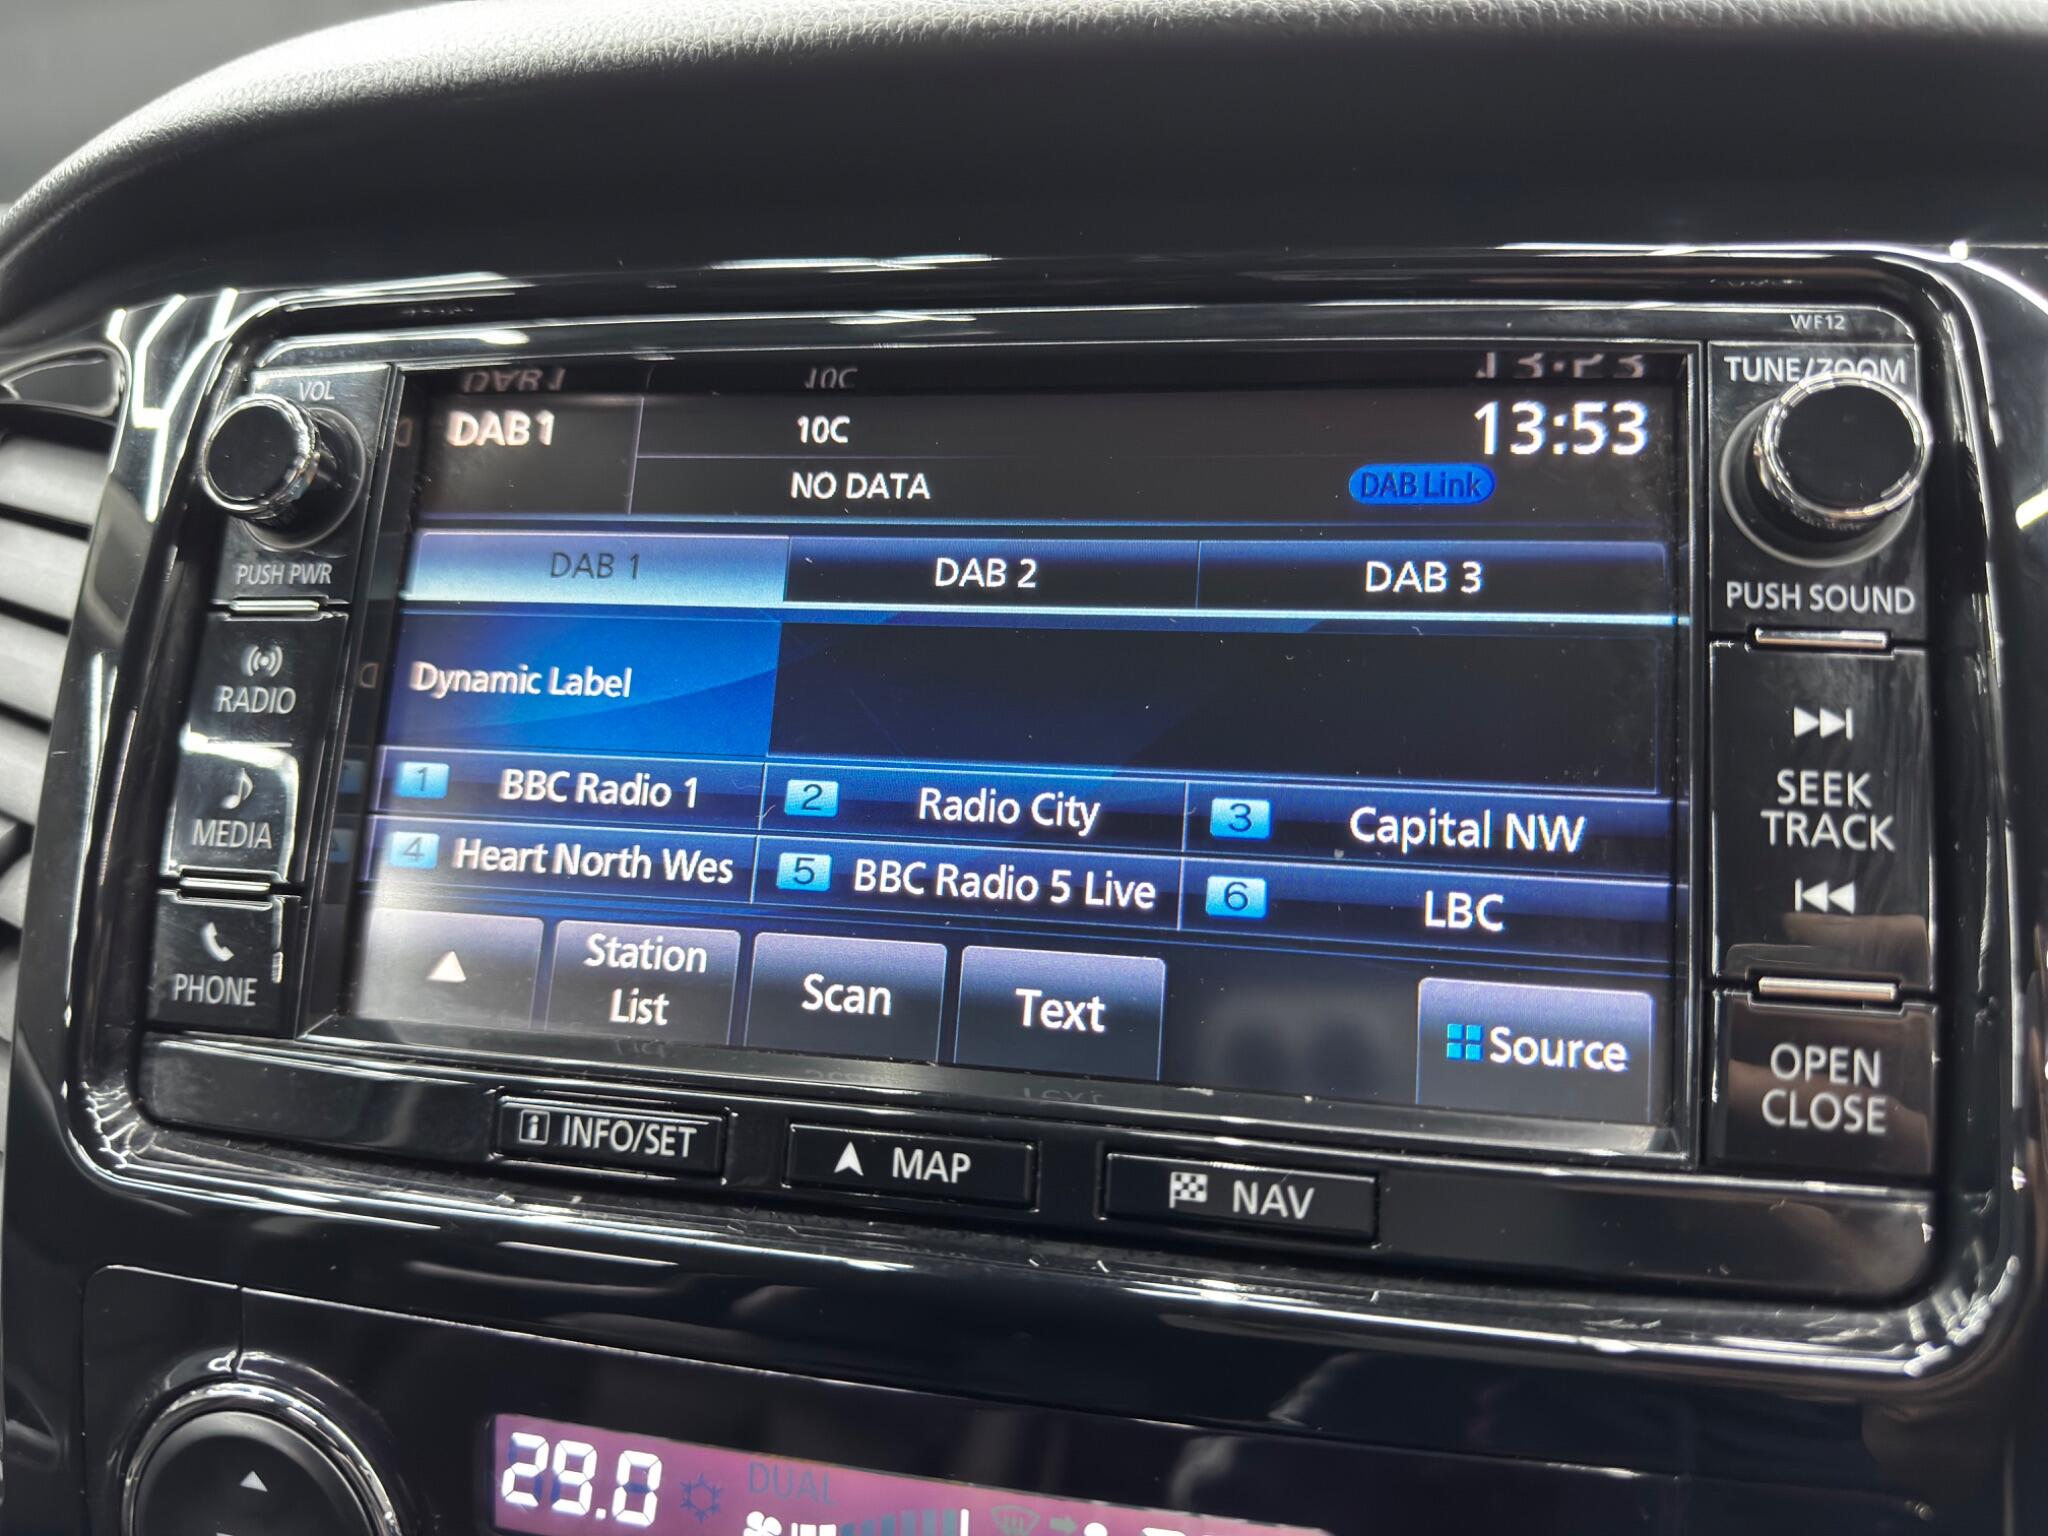 WF12
VOL
TUNE/ZOOM
DAB1
10C
13:53
NO DATA
DAB Link
PUSH PWR
DAB 1
DAB 2
DAB 3
PUSH SOUND
RADIO
Dynamic Label
MEDIA
1 BBC Radio 1
2 Radio City
3 Capital NW
4 Heart North Wes
5 BBC Radio 5 Live
6 LBC
SEEK
TRACK
PHONE
Station
List
Scan
Text
Source
OPEN
CLOSE
INFO/SET
MAP
NAV
29.0
DUAL